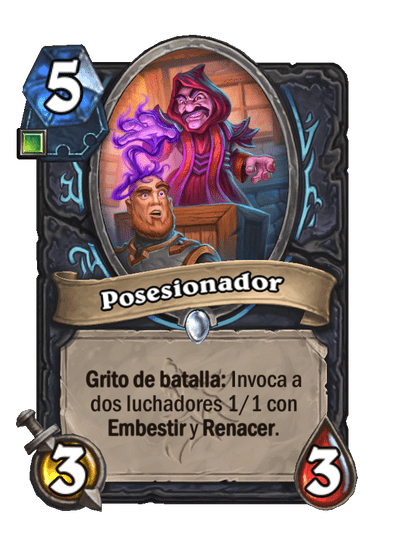 5
Posesionador
Grito de batalla: Invoca a
dos luchadores 1/1 con
Embestir y Renacer.
3
3